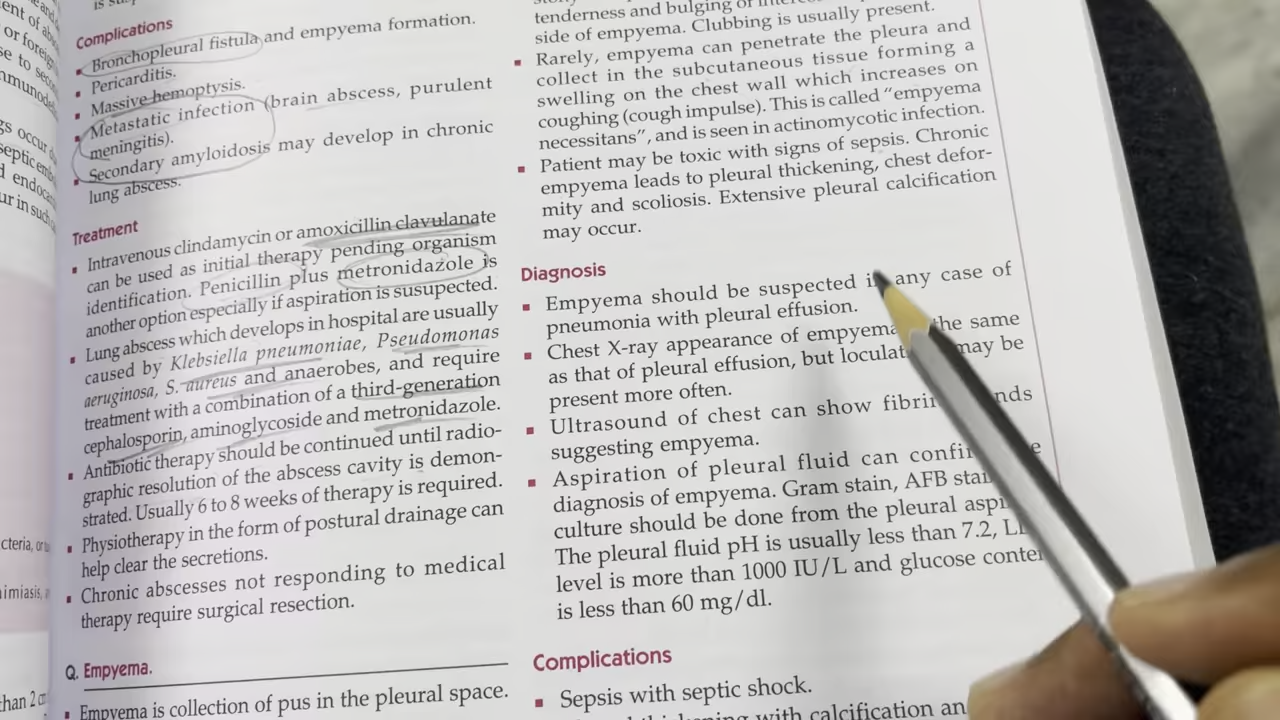 Complications
Bronchopleural fistula and empyema formation.
Pericarditis.
Massive hemoptysis.
Metastatic infection (brain abscess, purulent
meningitis).
Secondary amyloidosis may develop in chronic
lung abscess.
Treatment
Intravenous clindamycin or amoxicillin clavulanate
can be used as initial therapy pending organism
identification. Penicillin plus metronidazole is
another option especially if aspiration is susupected.
Lung abscess which develops in hospital are usually
caused by Klebsiella pneumoniae, Pseudomonas
aeruginosa, S. aureus and anaerobes, and require
treatment with a combination of a third-generation
cephalosporin, aminoglycoside and metronidazole.
Antibiotic therapy should be continued until radio-
graphic resolution of the abscess cavity is demon-
strated. Usually 6 to 8 weeks of therapy is required.
Physiotherapy in the form of postural drainage can
help clear the secretions.
Chronic abscesses not responding to medical
therapy require surgical resection.
Q. Empyema.
Empyema is collection of pus in the pleural space.
tenderness and bulging of
side of empyema. Clubbing is usually present.
Rarely, empyema can penetrate the pleura and
collect in the subcutaneous tissue forming a
swelling on the chest wall which increases on
coughing (cough impulse). This is called “empyema
necessitans”, and is seen in actinomycotic infection.
Patient may be toxic with signs of sepsis. Chronic
empyema leads to pleural thickening, chest defor-
mity and scoliosis. Extensive pleural calcification
may occur.
Diagnosis
Empyema should be suspected in any case of
pneumonia with pleural effusion.
Chest X-ray appearance of empyema the same
as that of pleural effusion, but may be
present more often.
Ultrasound of chest can show
suggesting empyema.
Aspiration of pleural fluid can
diagnosis of empyema. Gram stain, AFB
culture should be done from the pleural
The pleural fluid pH is usually less than 7.2,
level is more than 1000 IU/L and glucose
is less than 60 mg/dl.
Complications
Sepsis with septic shock.
with calcification